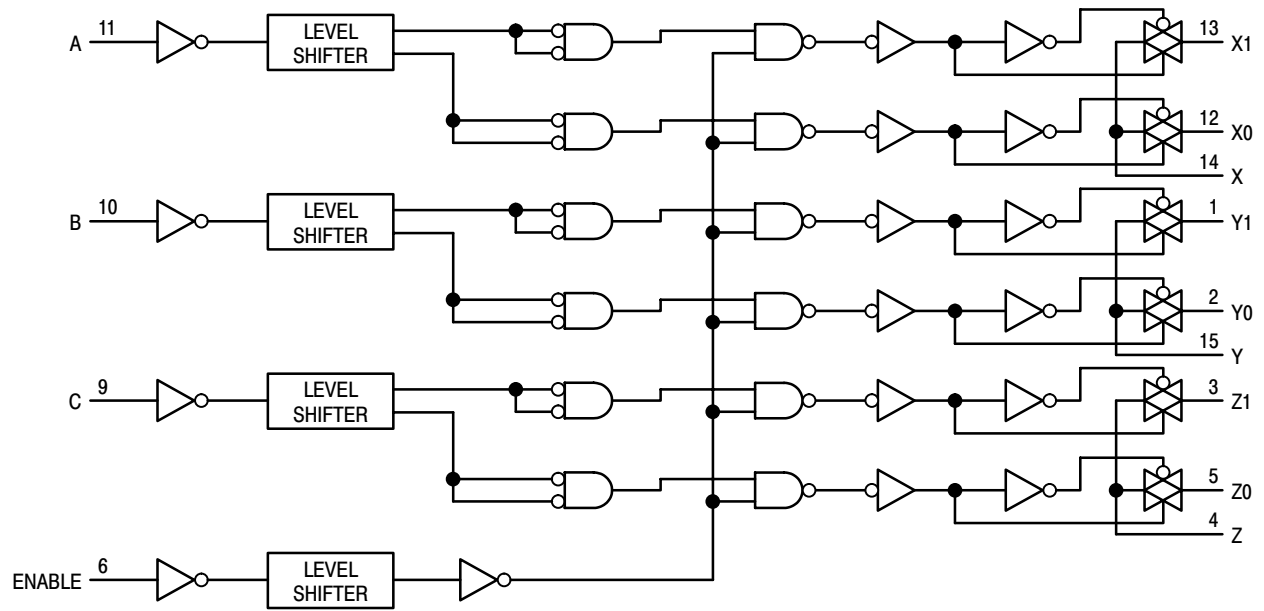 A 11 LEVEL SHIFTER 13 X1
12 X0
14 X
B 10 LEVEL SHIFTER 1 Y1
2 Y0
15 Y
C 9 LEVEL SHIFTER 3 Z1
5 Z0
4 Z
ENABLE 6 LEVEL SHIFTER